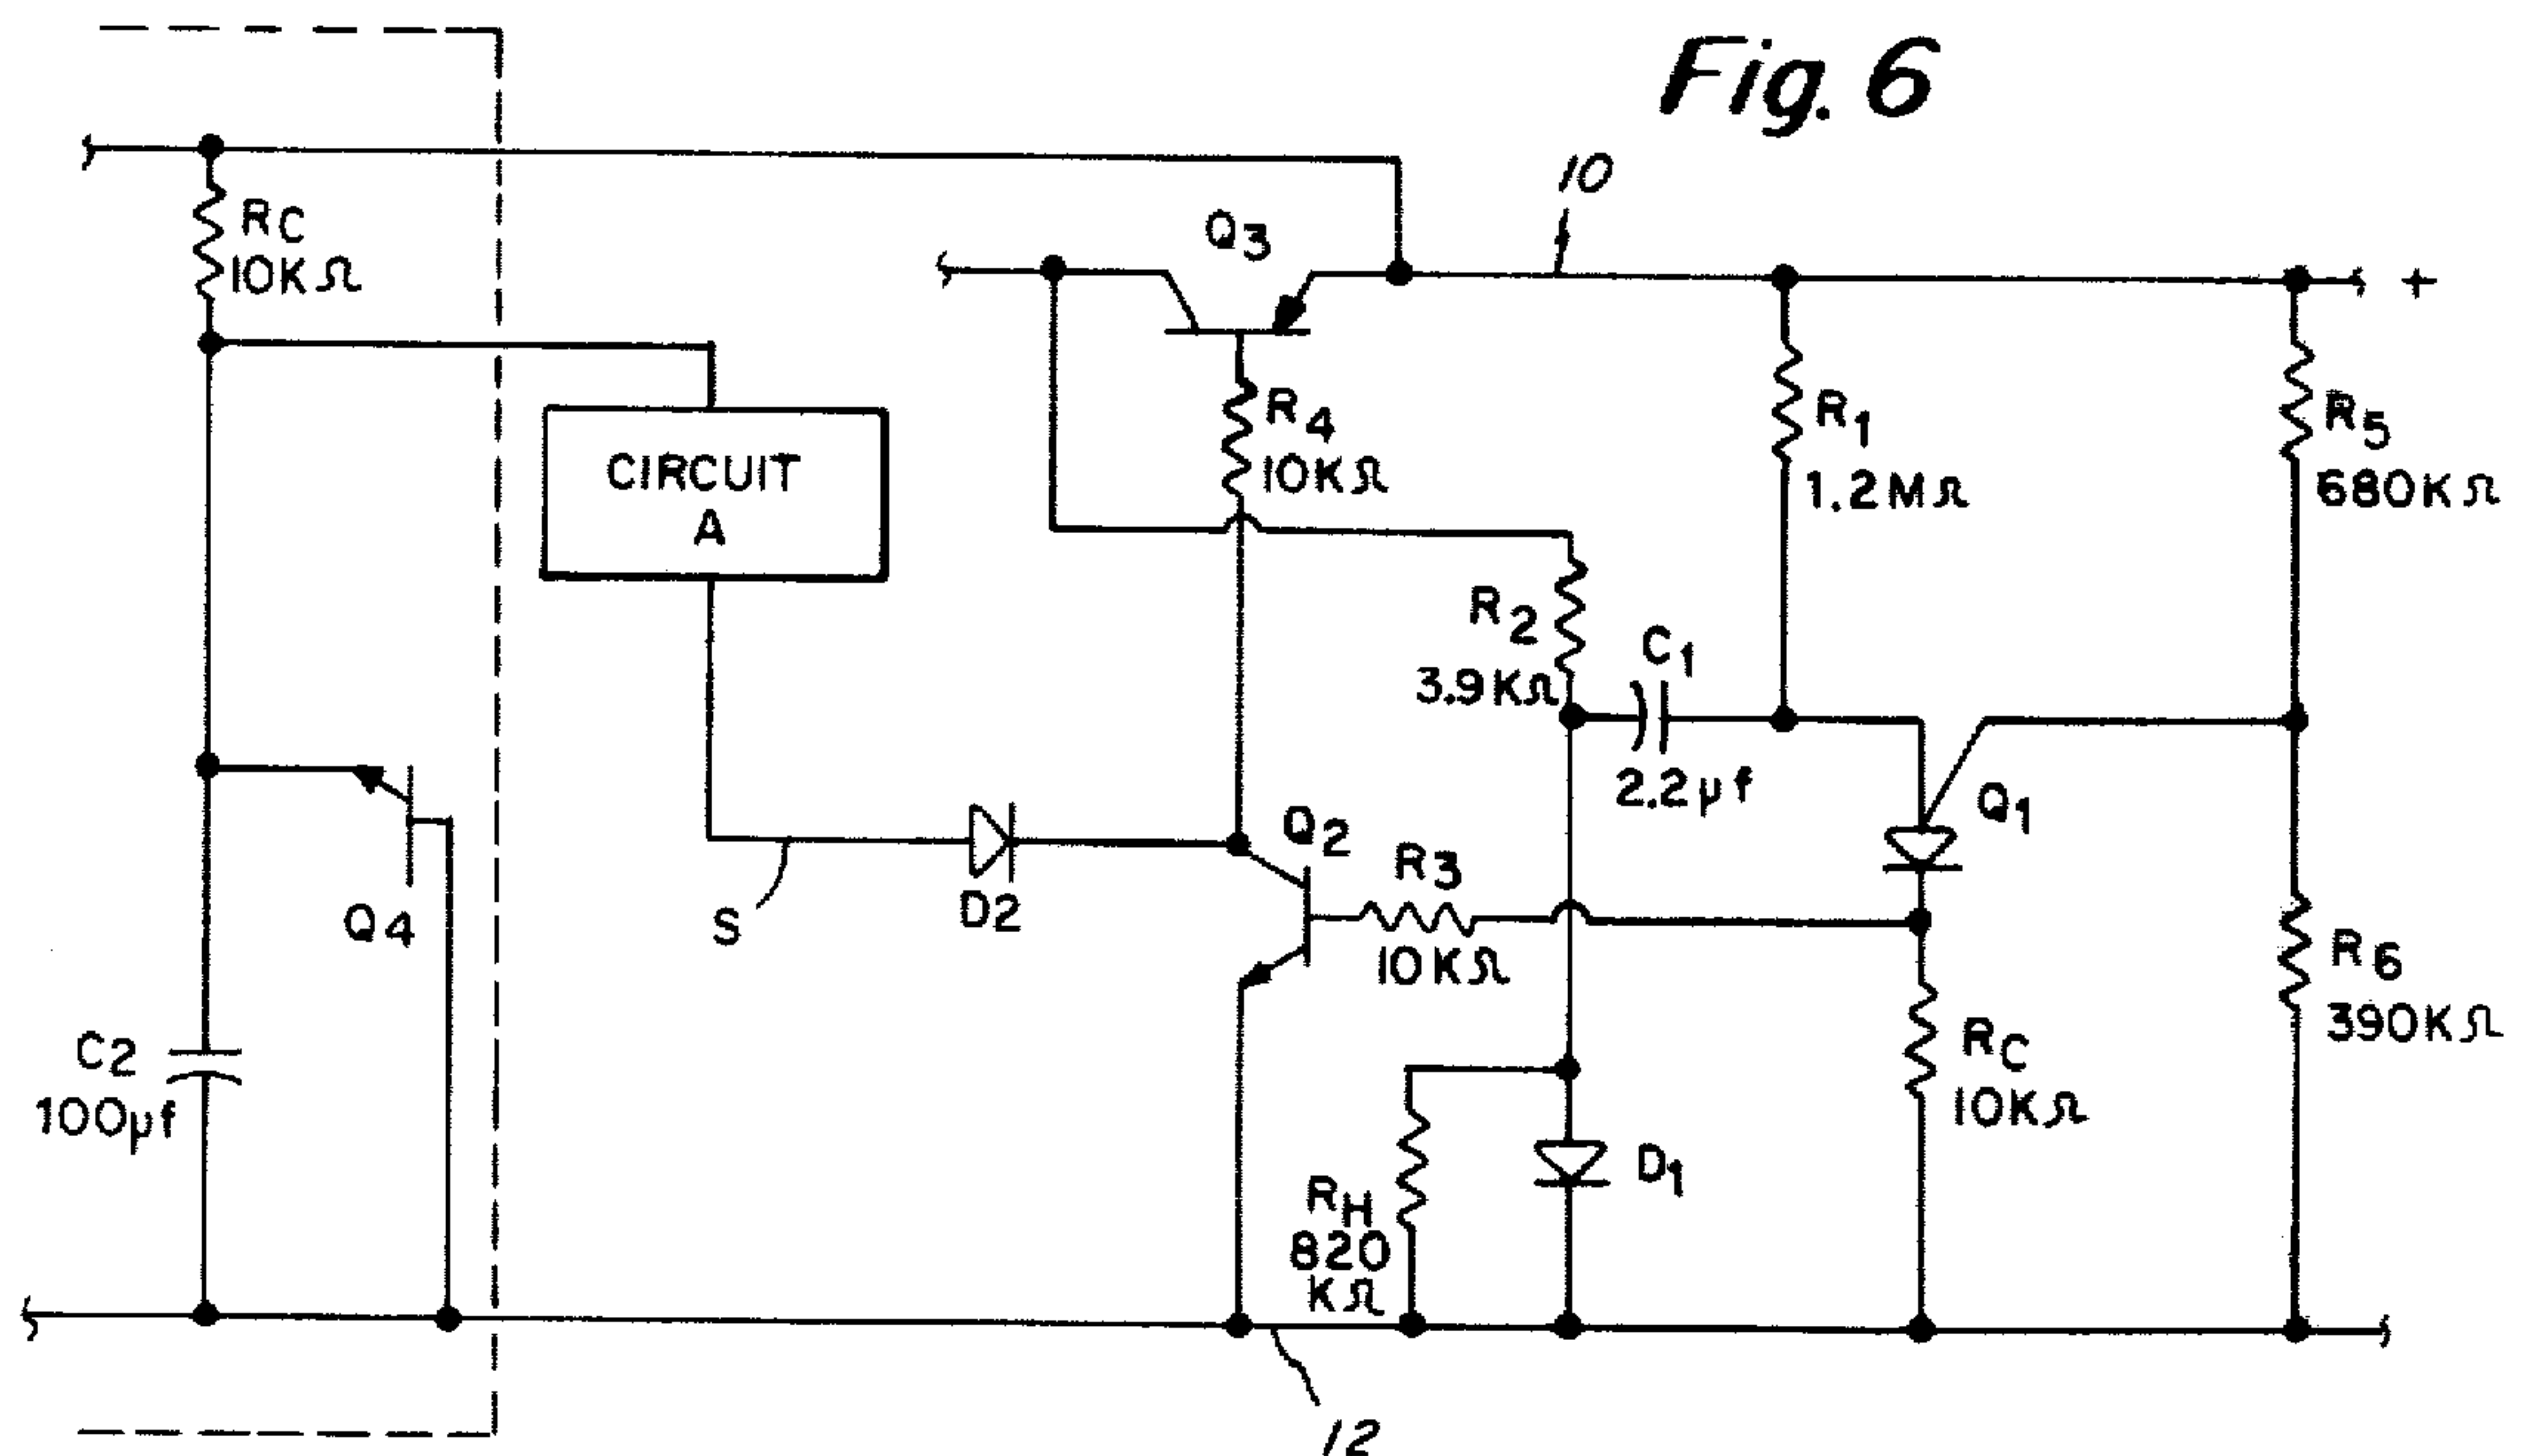 Fig. 6
10
+
RC
10KΩ
Q3
R4
10KΩ
R1
1.2MΩ
R5
680KΩ
CIRCUIT
A
R2
3.9KΩ
C1
2.2µf
Q1
Q2
R3
10KΩ
S
D2
Q4
C2
100µf
RH
820
KΩ
D1
RC
10KΩ
R6
390KΩ
12